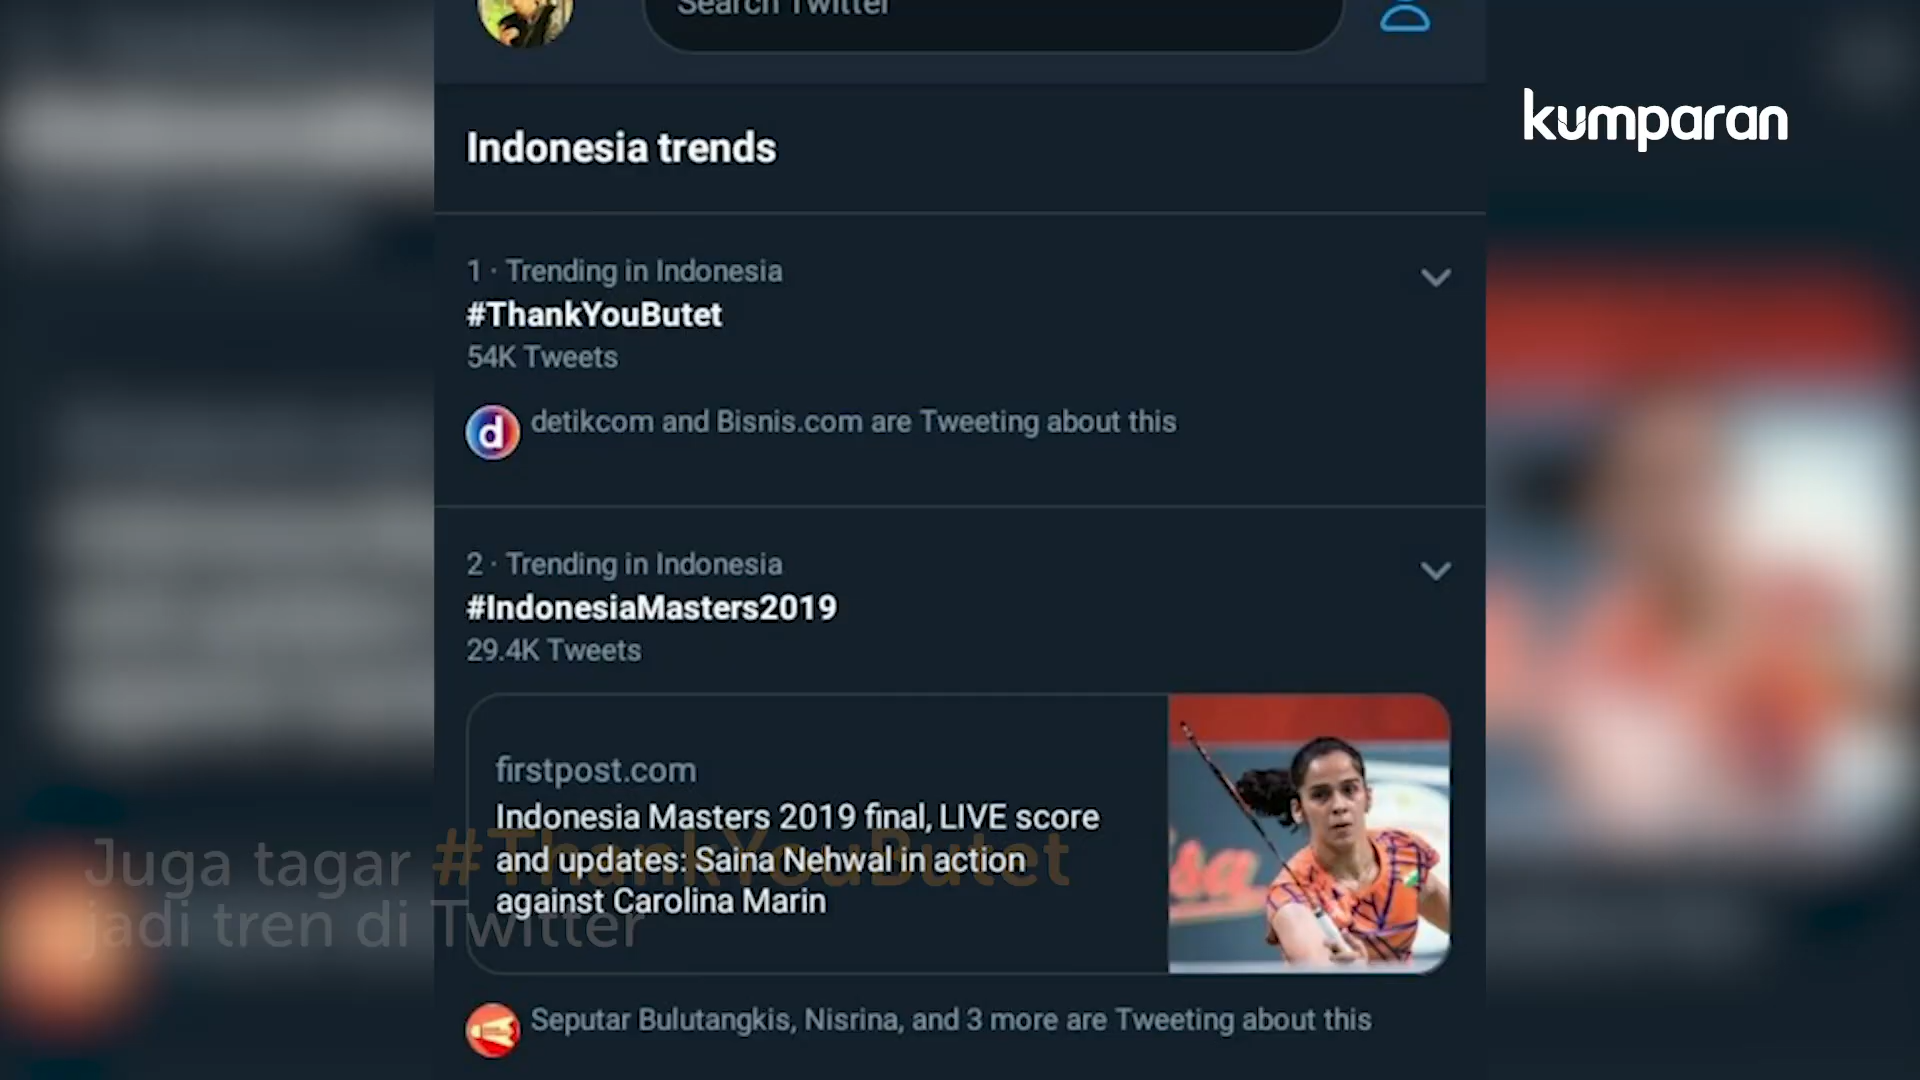 Search Twitter
kumparan
Indonesia trends
1 · Trending in Indonesia
#ThankYouButet
54K Tweets
detikcom and Bisnis.com are Tweeting about this
2 · Trending in Indonesia
#IndonesiaMasters2019
29.4K Tweets
firstpost.com
Indonesia Masters 2019 final, LIVE score
and updates: Saina Nehwal in action
against Carolina Marin
Juga tagar #ThankYouButet
jadi tren di Twitter
Seputar Bulutangkis, Nisrina, and 3 more are Tweeting about this